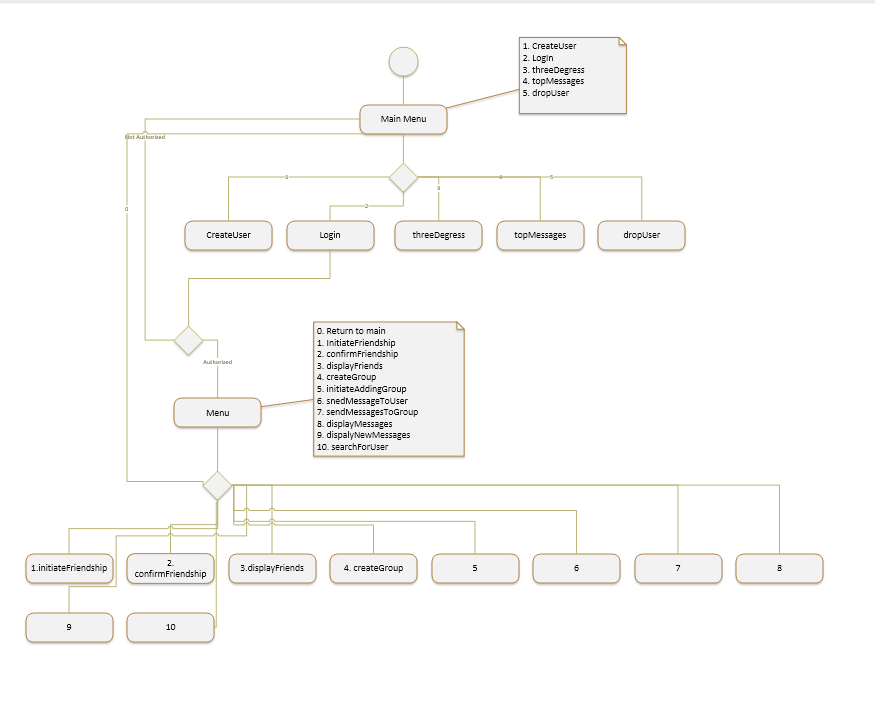 1. CreateUser
2. Login
3. threeDegress
4. topMessages
5. dropUser
Main Menu
Not Authorized
1
4
5
3
2
0
CreateUser
Login
threeDegress
topMessages
dropUser
0. Return to main
1. InitiateFriendship
2. confirmFriendship
3. displayFriends
4. createGroup
5. initiateAddingGroup
6. snedMessageToUser
7. sendMessagesToGroup
8. displayMessages
9. dispalyNewMessages
10. searchForUser
Authorized
Menu
1.initiateFriendship
2.
confirmFriendship
3.displayFriends
4. createGroup
5
6
7
8
9
10